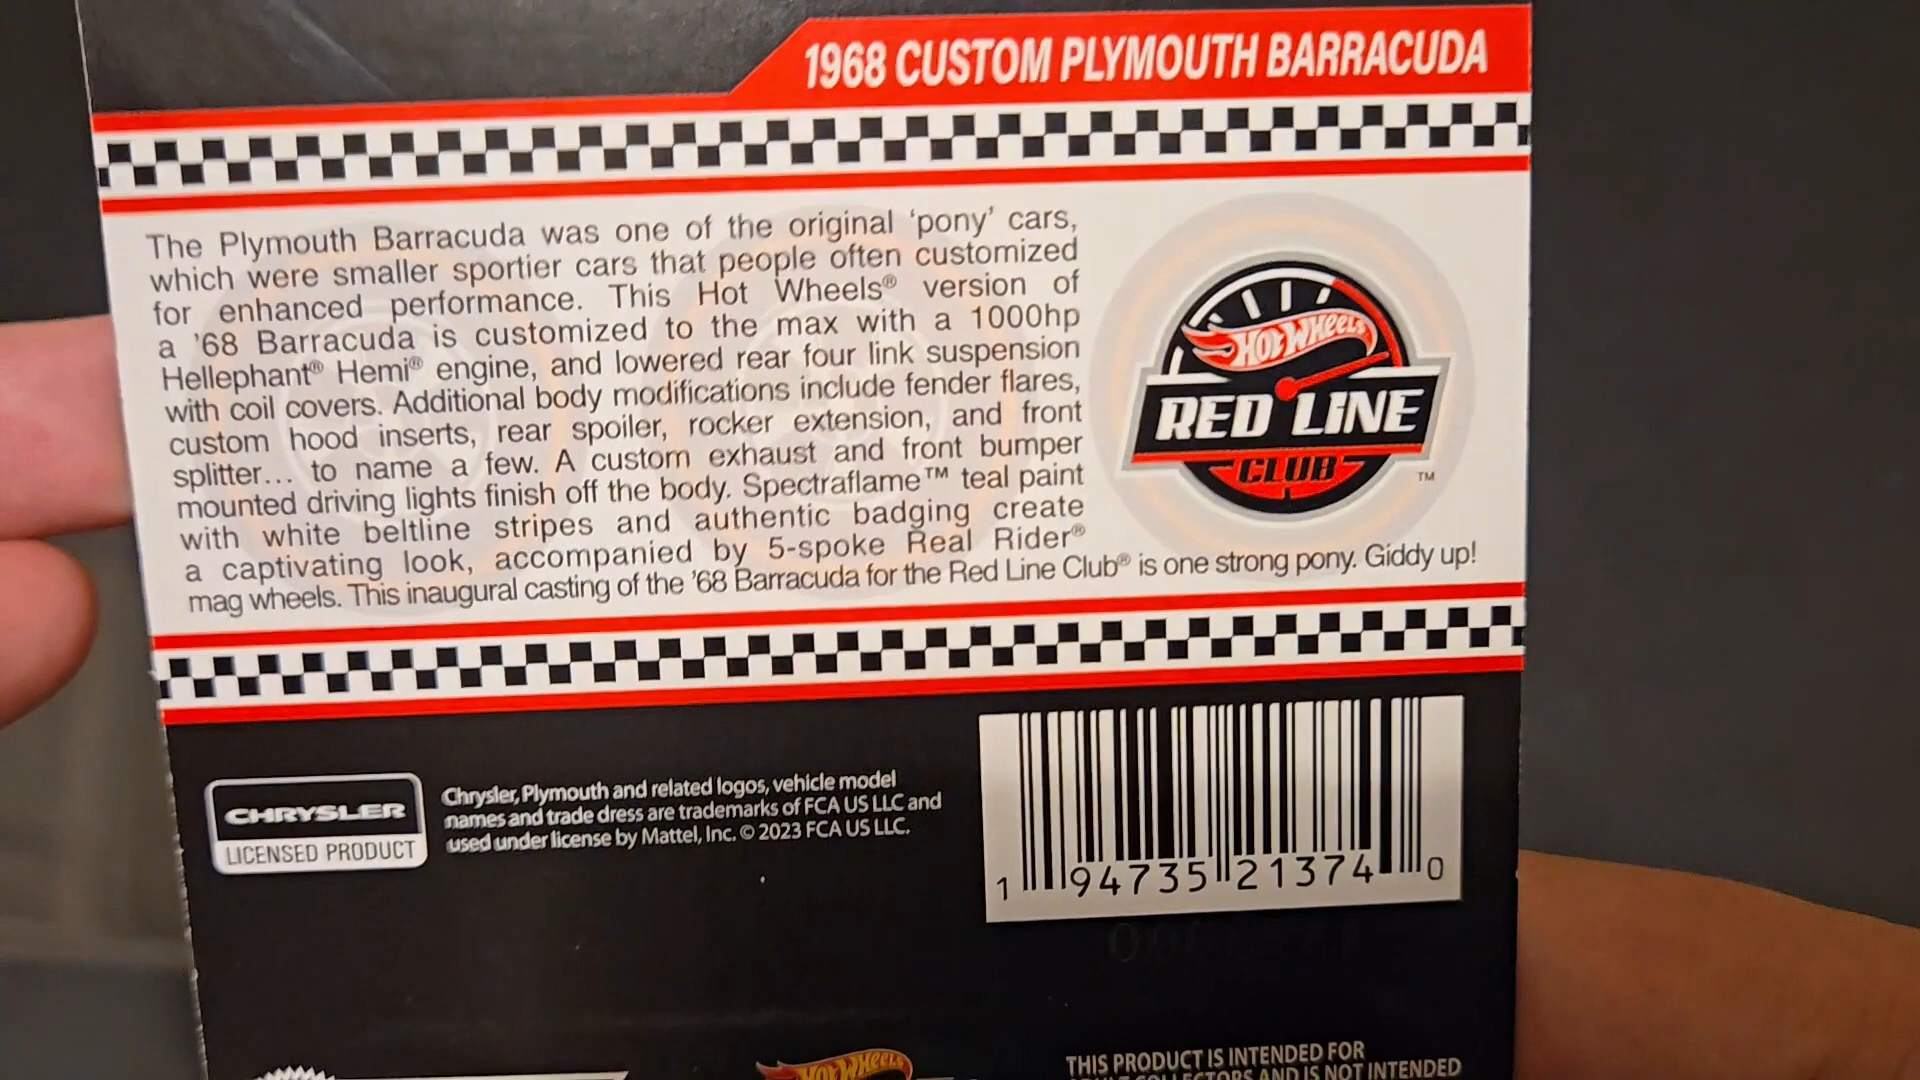 1968 CUSTOM PLYMOUTH BARRACUDA
The Plymouth Barracuda was one of the original ‘pony’ cars,
which were smaller sportier cars that people often customized
for enhanced performance. This Hot Wheels® version of
a ’68 Barracuda is customized to the max with a 1000hp
Hellephant® Hemi® engine, and lowered rear four link suspension
with coil covers. Additional body modifications include fender flares,
custom hood inserts, rear spoiler, rocker extension, and front
splitter... to name a few. A custom exhaust and front bumper
mounted driving lights finish off the body. Spectraflame™ teal paint
with white beltline stripes and authentic badging create
a captivating look, accompanied by 5-spoke Real Rider®
mag wheels. This inaugural casting of the ’68 Barracuda for the Red Line Club® is one strong pony. Giddy up!
HOT WHEELS
RED LINE
CLUB™
CHRYSLER
LICENSED PRODUCT
Chrysler, Plymouth and related logos, vehicle model
names and trade dress are trademarks of FCA US LLC and
used under license by Mattel, Inc. © 2023 FCA US LLC.
1 94735 21374 0
HOT WHEELS
THIS PRODUCT IS INTENDED FOR
COLLECTORS AND IS NOT INTENDED